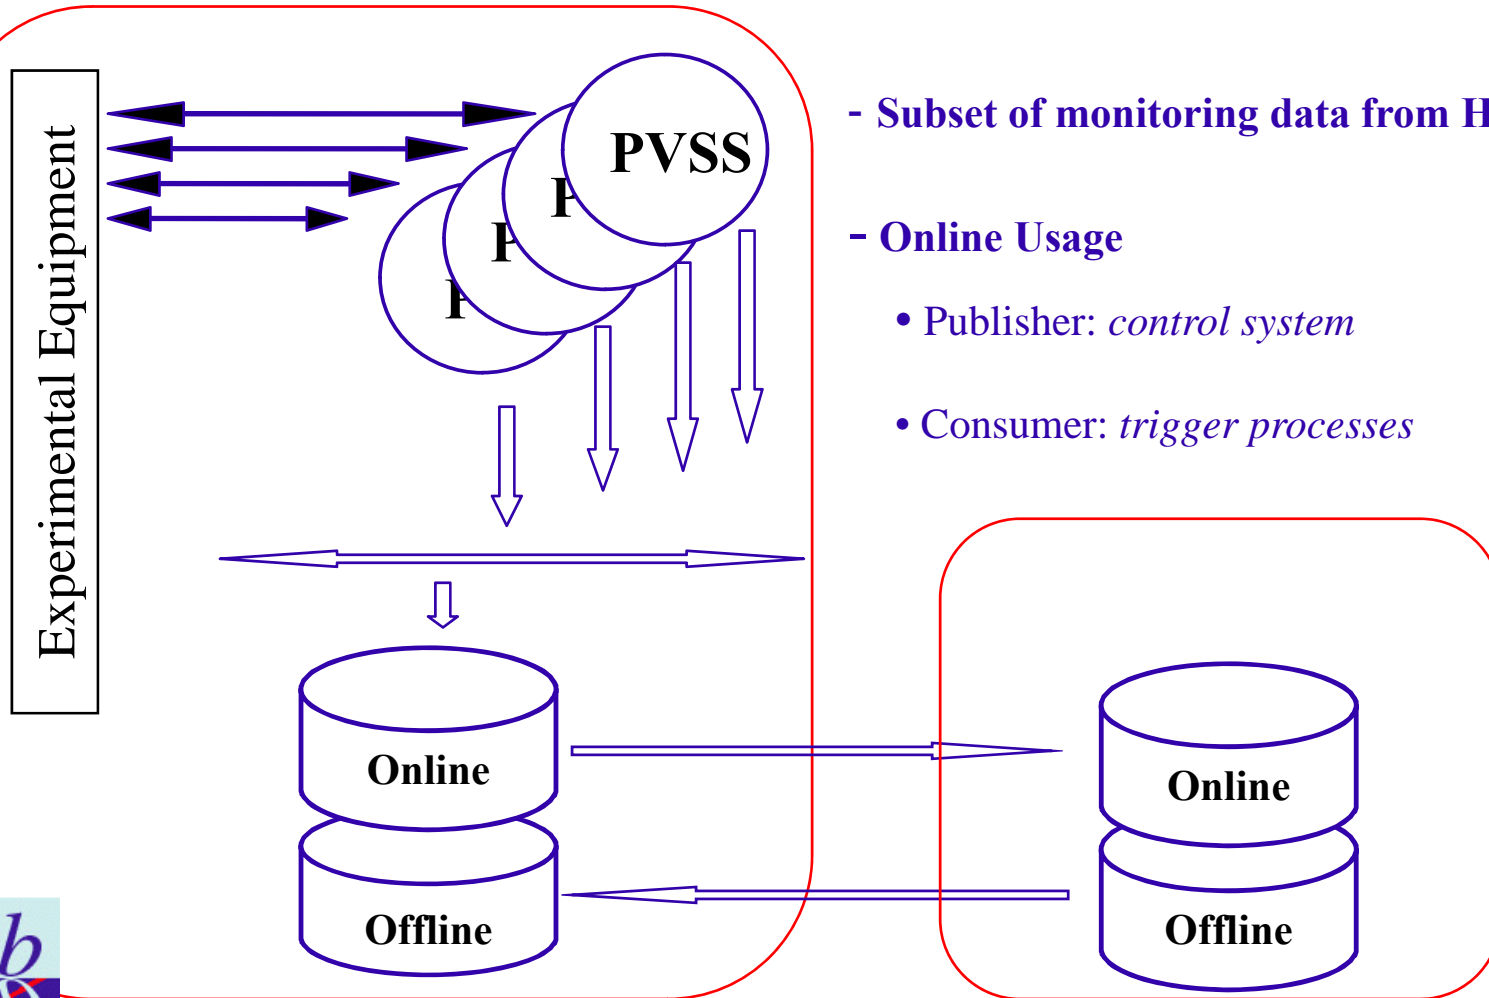 Experimental Equipment
PVSS
P
P
P
- Subset of monitoring data from H
- Online Usage
• Publisher: control system
• Consumer: trigger processes
Online
Offline
Online
Offline
b